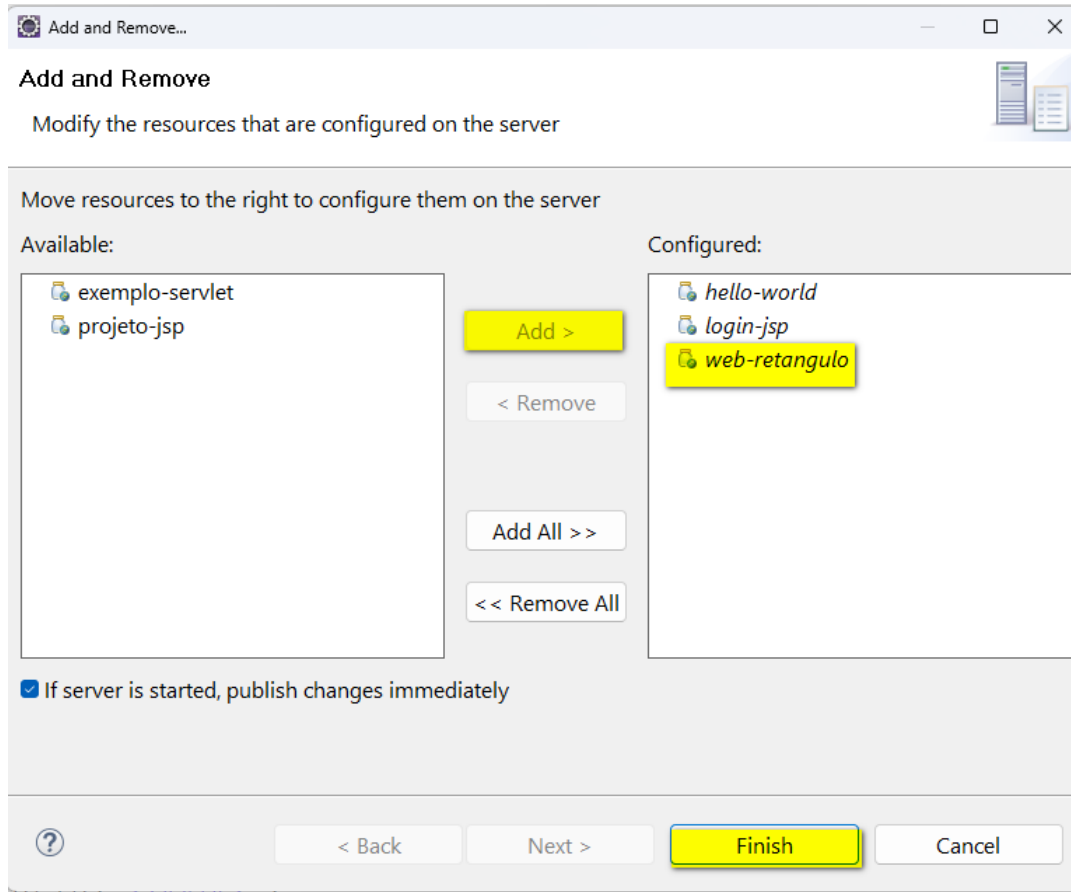 Add and Remove...
Add and Remove
Modify the resources that are configured on the server
Move resources to the right to configure them on the server
Available:
exemplo-servlet
projeto-jsp
Add >
< Remove
Add All >>
<< Remove All
Configured:
hello-world
login-jsp
web-retangulo
If server is started, publish changes immediately
?
< Back
Next >
Finish
Cancel